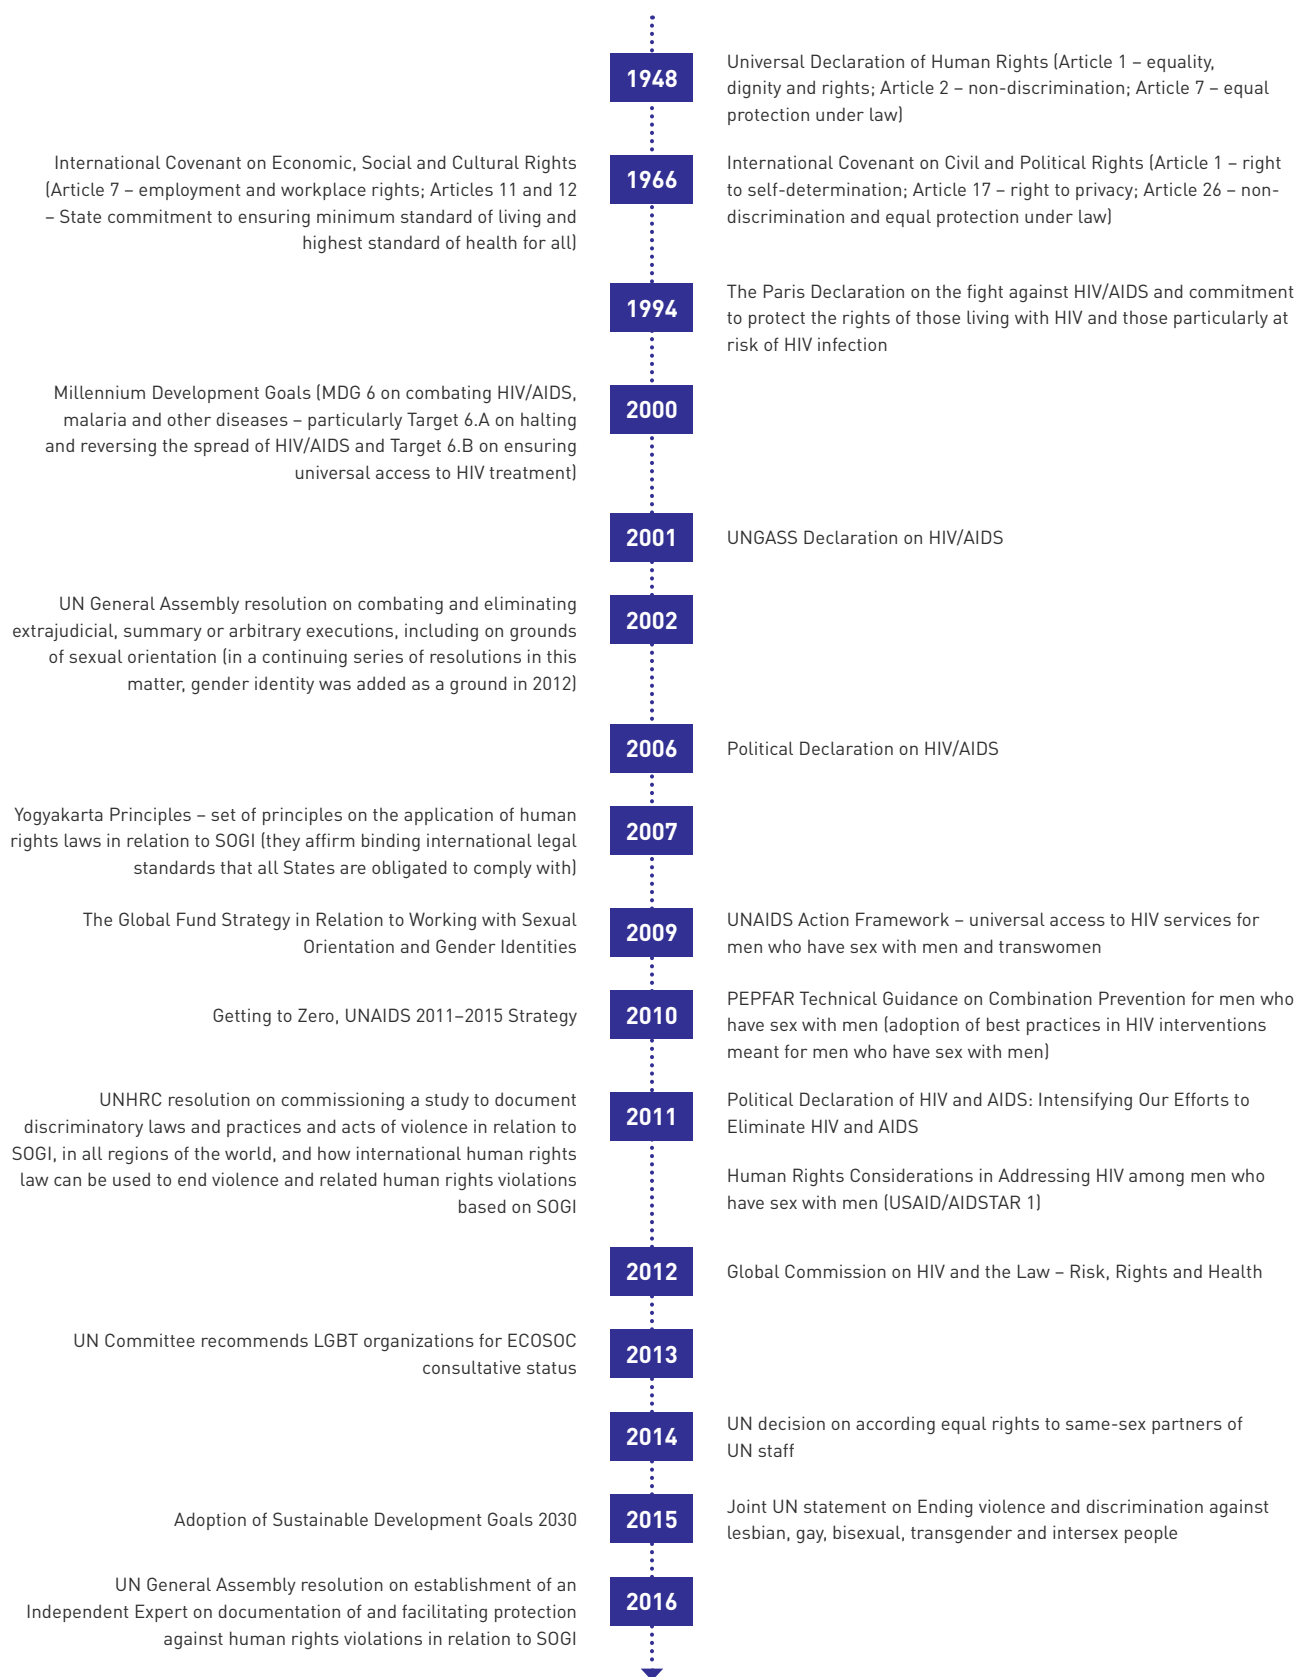 1948
Universal Declaration of Human Rights (Article 1 – equality,
dignity and rights; Article 2 – non-discrimination; Article 7 – equal
protection under law)
International Covenant on Economic, Social and Cultural Rights
(Article 7 – employment and workplace rights; Articles 11 and 12
– State commitment to ensuring minimum standard of living and
highest standard of health for all)
1966
International Covenant on Civil and Political Rights (Article 1 – right
to self-determination; Article 17 – right to privacy; Article 26 – non-
discrimination and equal protection under law)
1994
The Paris Declaration on the fight against HIV/AIDS and commitment
to protect the rights of those living with HIV and those particularly at
risk of HIV infection
Millennium Development Goals (MDG 6 on combating HIV/AIDS,
malaria and other diseases – particularly Target 6.A on halting
and reversing the spread of HIV/AIDS and Target 6.B on ensuring
universal access to HIV treatment)
2000
2001
UNGASS Declaration on HIV/AIDS
UN General Assembly resolution on combating and eliminating
extrajudicial, summary or arbitrary executions, including on grounds
of sexual orientation (in a continuing series of resolutions in this
matter, gender identity was added as a ground in 2012)
2002
2006
Political Declaration on HIV/AIDS
Yogyakarta Principles – set of principles on the application of human
rights laws in relation to SOGI (they affirm binding international legal
standards that all States are obligated to comply with)
2007
The Global Fund Strategy in Relation to Working with Sexual
Orientation and Gender Identities
2009
UNAIDS Action Framework – universal access to HIV services for
men who have sex with men and transwomen
Getting to Zero, UNAIDS 2011–2015 Strategy
2010
PEPFAR Technical Guidance on Combination Prevention for men who
have sex with men (adoption of best practices in HIV interventions
meant for men who have sex with men)
UNHRC resolution on commissioning a study to document
discriminatory laws and practices and acts of violence in relation to
SOGI, in all regions of the world, and how international human rights
law can be used to end violence and related human rights violations
based on SOGI
2011
Political Declaration of HIV and AIDS: Intensifying Our Efforts to
Eliminate HIV and AIDS
Human Rights Considerations in Addressing HIV among men who
have sex with men (USAID/AIDSTAR 1)
2012
Global Commission on HIV and the Law – Risk, Rights and Health
UN Committee recommends LGBT organizations for ECOSOC
consultative status
2013
2014
UN decision on according equal rights to same-sex partners of
UN staff
Adoption of Sustainable Development Goals 2030
2015
Joint UN statement on Ending violence and discrimination against
lesbian, gay, bisexual, transgender and intersex people
UN General Assembly resolution on establishment of an
Independent Expert on documentation of and facilitating protection
against human rights violations in relation to SOGI
2016